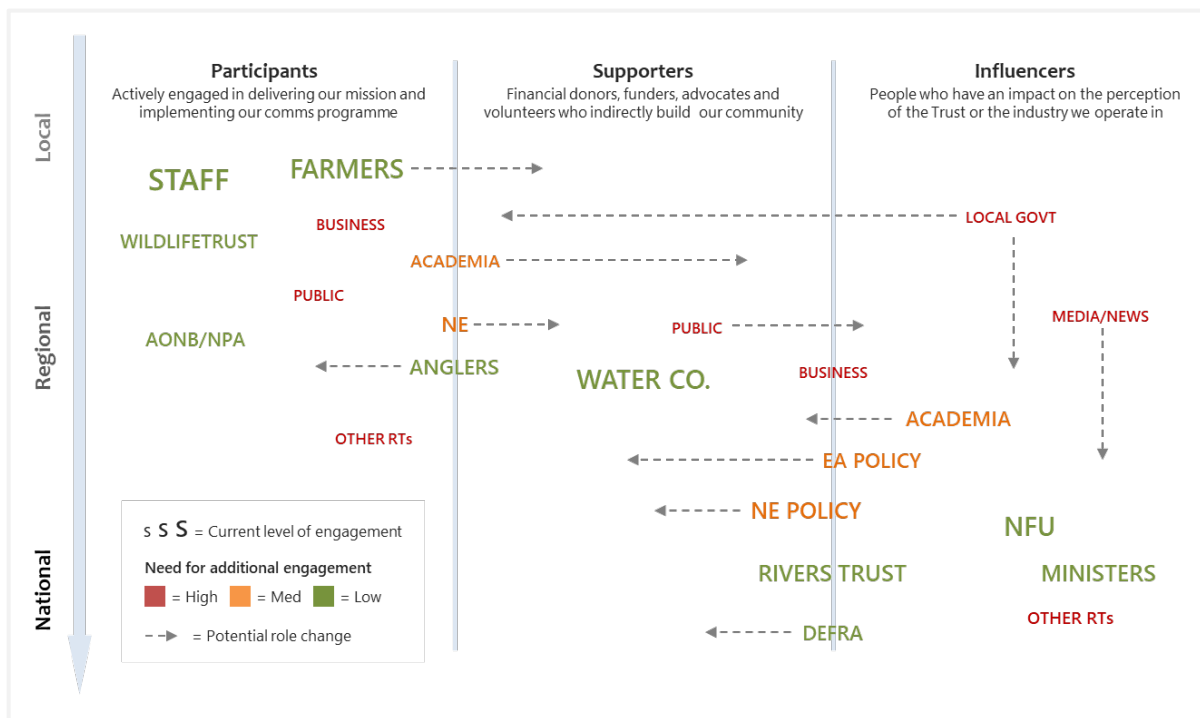 Participants
Actively engaged in delivering our mission and
implementing our comms programme
Supporters
Financial donors, funders, advocates and
volunteers who indirectly build our community
Influencers
People who have an impact on the perception
of the Trust or the industry we operate in
Local
Regional
National
STAFF
FARMERS
LOCAL GOVT
BUSINESS
WILDLIFETRUST
ACADEMIA
PUBLIC
MEDIA/NEWS
NE
PUBLIC
AONB/NPA
ANGLERS
WATER CO.
BUSINESS
ACADEMIA
OTHER RTs
EA POLICY
NE POLICY
NFU
RIVERS TRUST
MINISTERS
OTHER RTs
DEFRA
s s S = Current level of engagement
Need for additional engagement
= High = Med = Low
= Potential role change